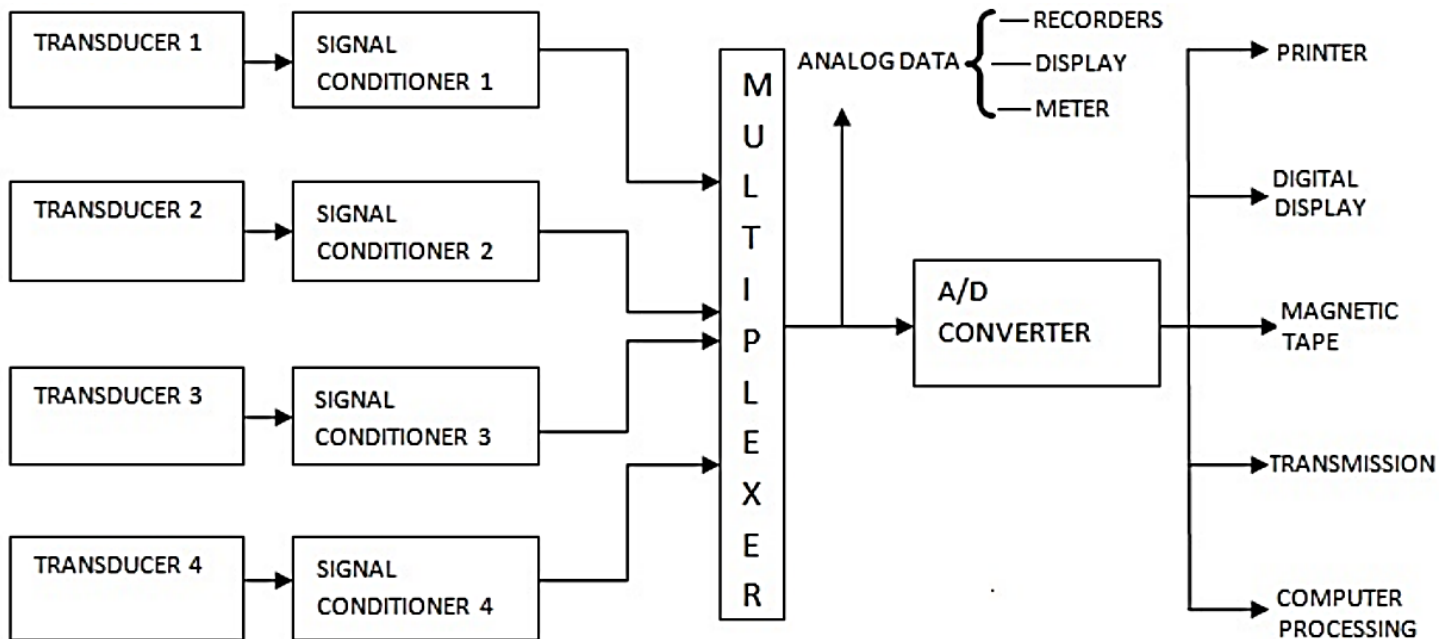 TRANSDUCER 1
SIGNAL
CONDITIONER 1
TRANSDUCER 2
SIGNAL
CONDITIONER 2
TRANSDUCER 3
SIGNAL
CONDITIONER 3
TRANSDUCER 4
SIGNAL
CONDITIONER 4
MULTIPLEXER
ANALOG DATA
RECORDERS
DISPLAY
METER
A/D
CONVERTER
PRINTER
DIGITAL
DISPLAY
MAGNETIC
TAPE
TRANSMISSION
COMPUTER
PROCESSING